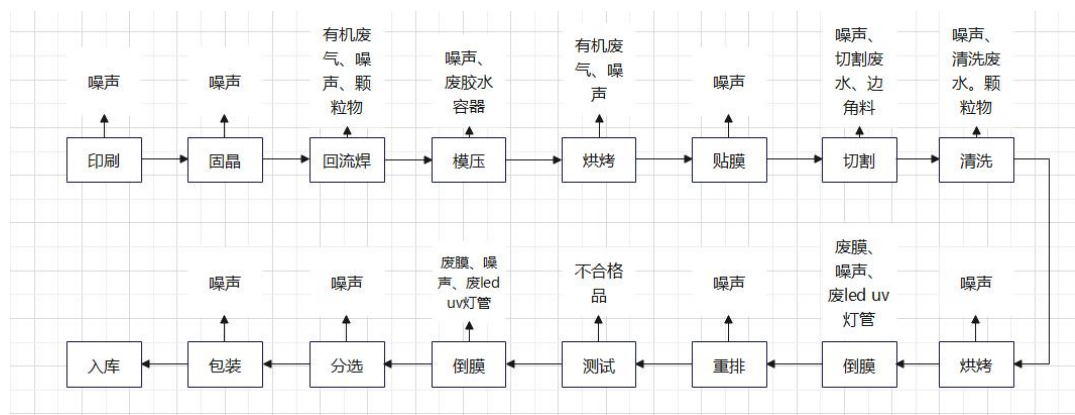 噪声
噪声
有机废
气、噪
声、颗
粒物
噪声、
废胶水
容器
有机废
气、噪
声
噪声
噪声、
切割废
水、边
角料
噪声、
清洗废
水。颗
粒物
印刷
固晶
回流焊
模压
烘烤
贴膜
切割
清洗
噪声
噪声
废膜、噪
声、废led
uv灯管
不合格
品
噪声
废膜、
噪声、
废led uv
灯管
噪声
入库
包装
分选
倒膜
测试
重排
倒膜
烘烤